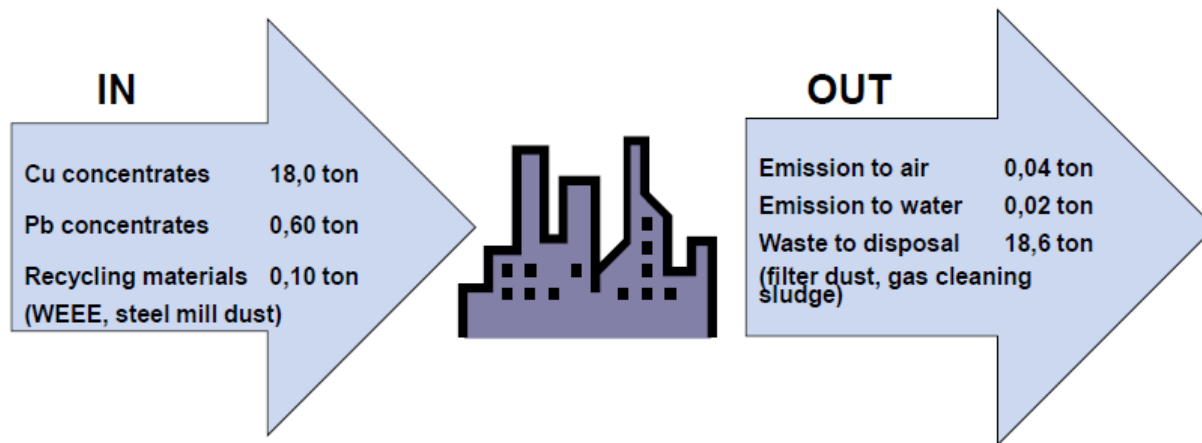 IN
Cu concentrates 18,0 ton
Pb concentrates 0,60 ton
Recycling materials 0,10 ton
(WEEE, steel mill dust)
OUT
Emission to air 0,04 ton
Emission to water 0,02 ton
Waste to disposal 18,6 ton
(filter dust, gas cleaning
sludge)